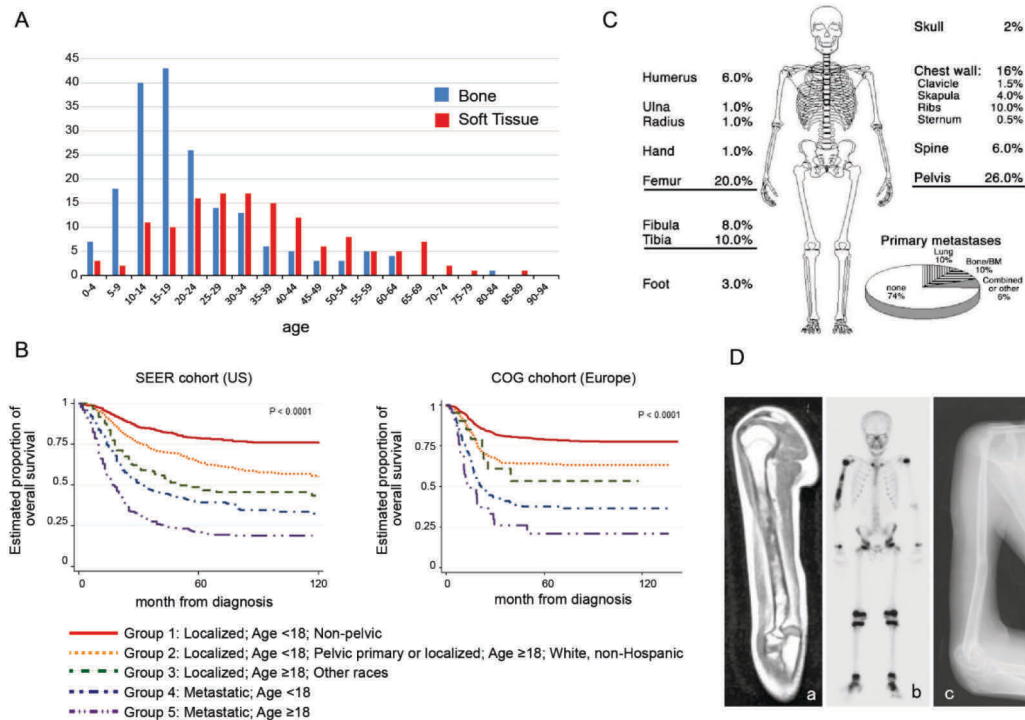 A
45
40
35
30
25
20
15
10
5
0
Bone
Soft Tissue
0-4
5-9
10-14
15-19
20-24
25-29
30-34
35-39
40-44
45-49
50-54
55-59
60-64
65-69
70-74
75-79
80-84
85-89
90-94
age
B
SEER cohort (US)
P < 0.0001
Estimated proportion of
overall survival
1
0.75
0.5
0.25
0
0
60
120
month from diagnosis
COG chohort (Europe)
P < 0.0001
Estimated proportion of
overall survival
1
0.75
0.5
0.25
0
0
60
120
month from diagnosis
Group 1: Localized; Age <18; Non-pelvic
Group 2: Localized; Age <18; Pelvic primary or localized; Age ≥18; White, non-Hospanic
Group 3: Localized; Age ≥18; Other races
Group 4: Metastatic; Age <18
Group 5: Metastatic; Age ≥18
C
Humerus 6.0%
Ulna 1.0%
Radius 1.0%
Hand 1.0%
Femur 20.0%
Fibula 8.0%
Tibia 10.0%
Foot 3.0%
Skull 2%
Chest wall: 16%
Clavicle 1.5%
Skapula 4.0%
Ribs 10.0%
Sternum 0.5%
Spine 6.0%
Pelvis 26.0%
Primary metastases
Lung
10%
Bone/BM
10%
Combined
or other
6%
none
74%
D
a
b
c